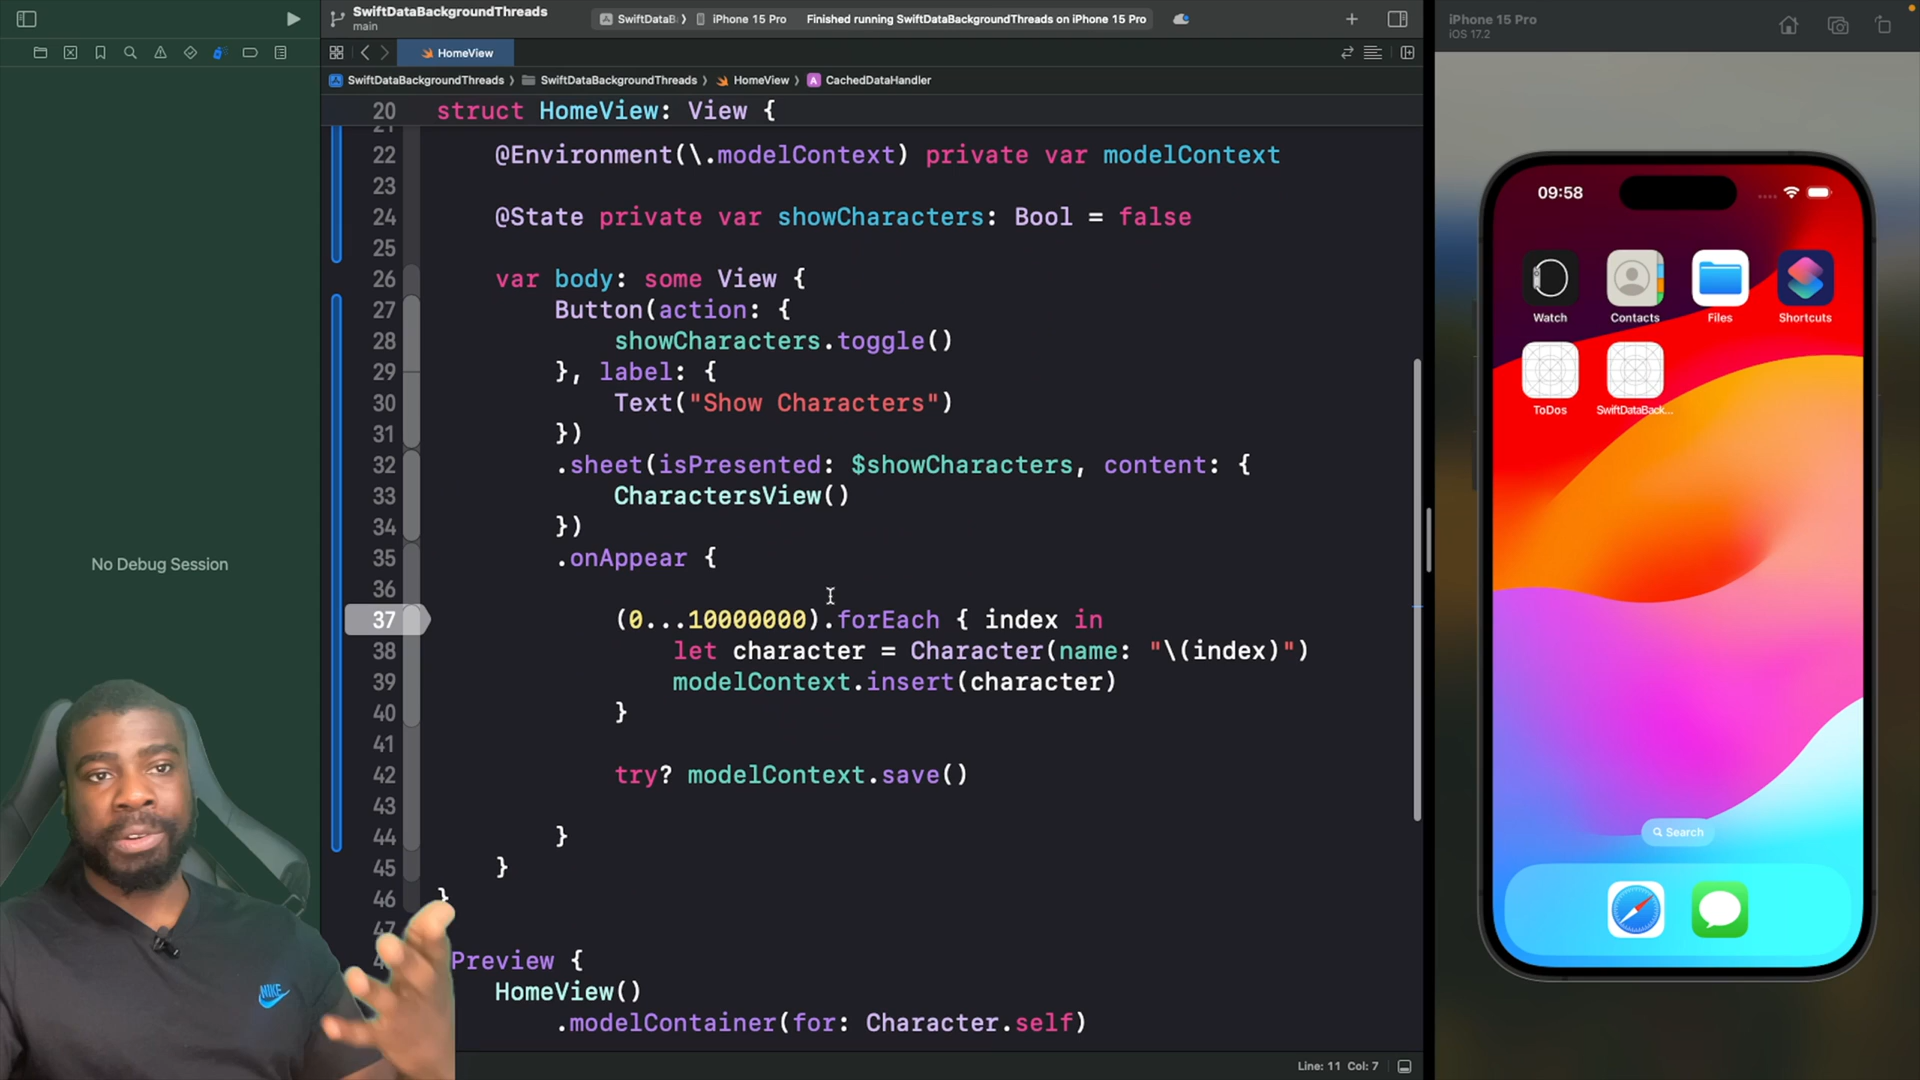 SwiftDataBackgroundThreads
main
SwiftDataB
iPhone 15 Pro
Finished running SwiftDataBackgroundThreads on iPhone 15 Pro
HomeView
SwiftDataBackgroundThreads
SwiftDataBackgroundThreads
HomeView
CachedDataHandler
20 struct HomeView: View {
21
22 @Environment(\.modelContext) private var modelContext
23
24 @State private var showCharacters: Bool = false
25
26 var body: some View {
27 Button(action: {
28 showCharacters.toggle()
29 }, label: {
30 Text("Show Characters")
31 })
32 .sheet(isPresented: $showCharacters, content: {
33 CharactersView()
34 })
35 .onAppear {
36
37 (0...10000000).forEach { index in
38 let character = Character(name: "\(index)")
39 modelContext.insert(character)
40 }
41
42 try? modelContext.save()
43
44 }
45 }
46 }
47
Preview {
HomeView()
.modelContainer(for: Character.self)
Line: 11 Col: 7
No Debug Session
NIKE
iPhone 15 Pro
iOS 17.2
09:58
Watch
Contacts
Files
Shortcuts
ToDos
SwiftDataBack...
Search